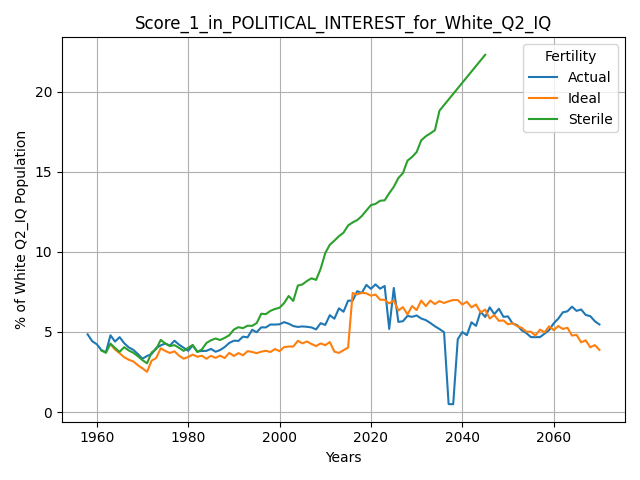 Score_1_in_POLITICAL_INTEREST_for_White_Q2_IQ
Fertility
Actual
Ideal
Sterile
% of White Q2_IQ Population
20
15
10
5
0
1960 1980 2000 2020 2040 2060
Years